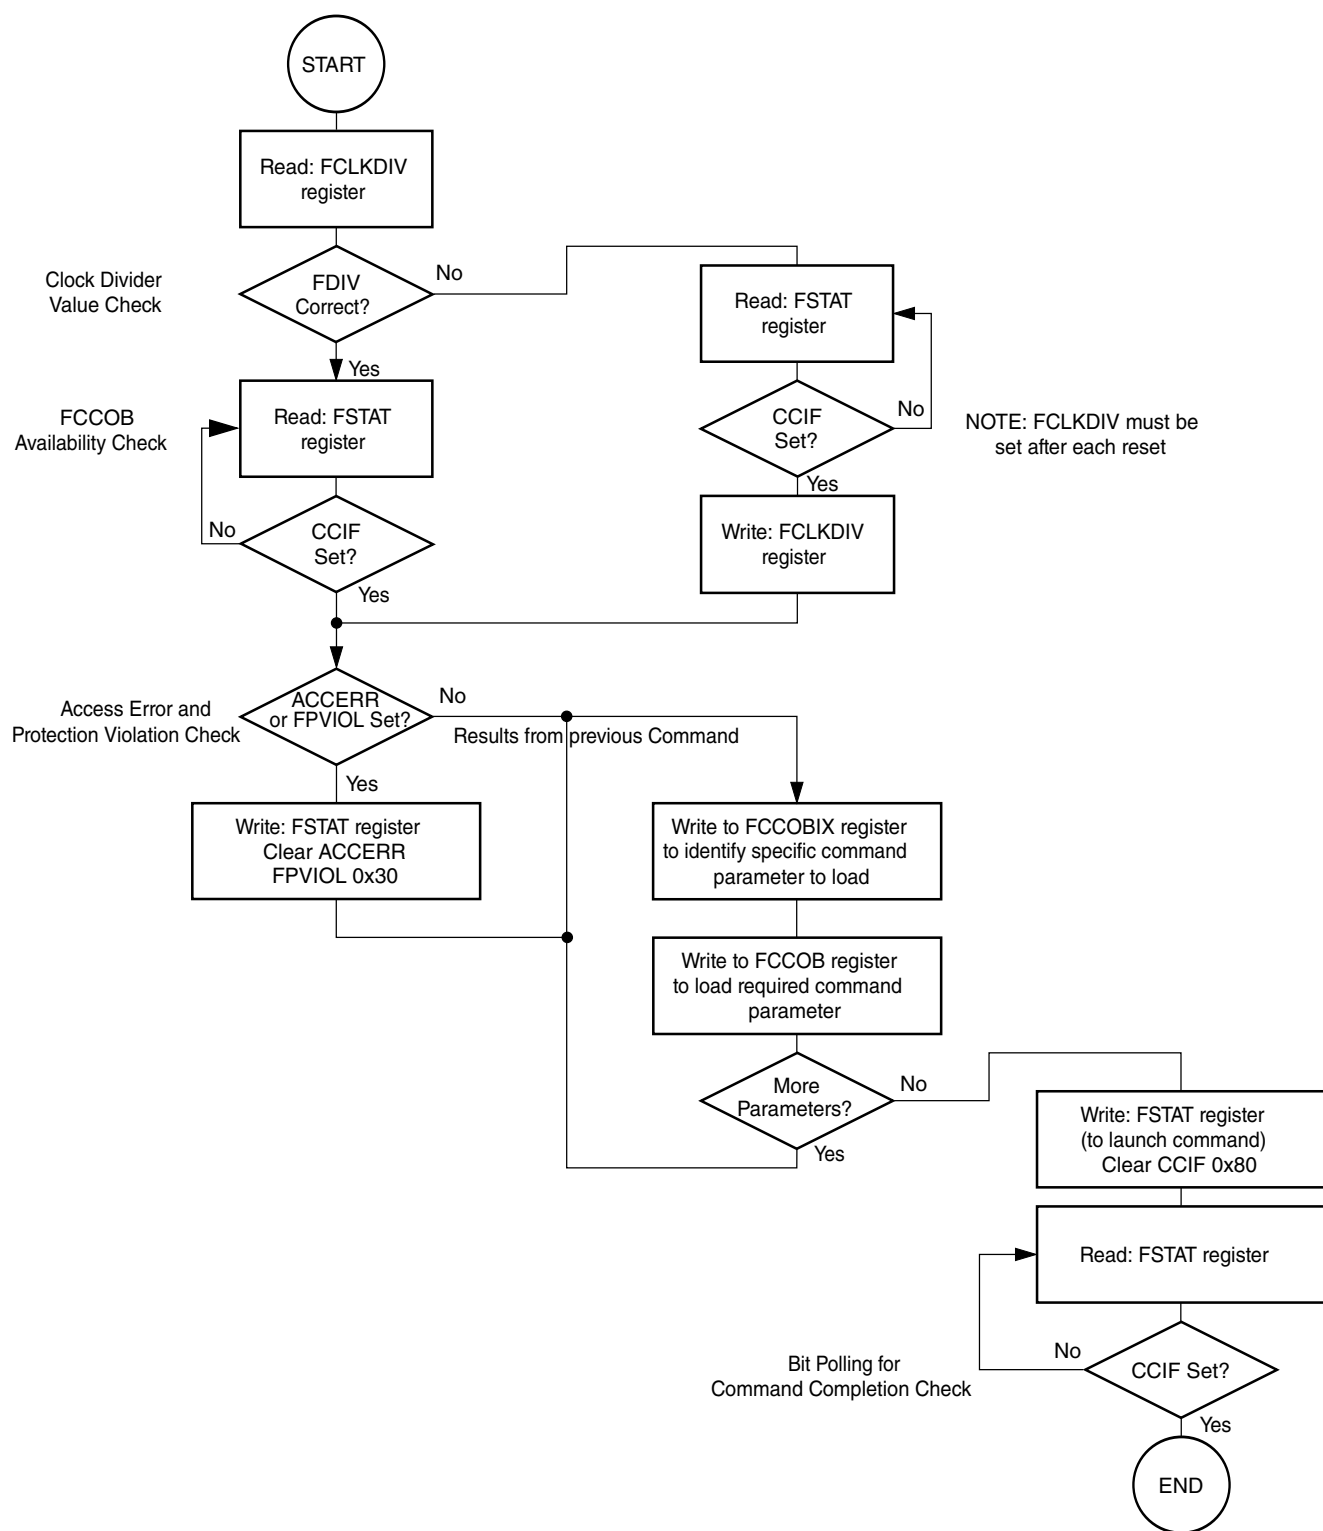 START
Read: FCLKDIV
register
Clock Divider
Value Check
FDIV
Correct?
No
Yes
Read: FSTAT
register
CCIF
Set?
No
Yes
NOTE: FCLKDIV must be
set after each reset
Write: FCLKDIV
register
FCCOB
Availability Check
Read: FSTAT
register
CCIF
Set?
No
Yes
Access Error and
Protection Violation Check
ACCERR
or FPVIOL Set?
No
Results from previous Command
Yes
Write: FSTAT register
Clear ACCERR
FPVIOL 0x30
Write to FCCOBIX register
to identify specific command
parameter to load
Write to FCCOB register
to load required command
parameter
More
Parameters?
No
Yes
Write: FSTAT register
(to launch command)
Clear CCIF 0x80
Read: FSTAT register
Bit Polling for
Command Completion Check
No
CCIF Set?
Yes
END